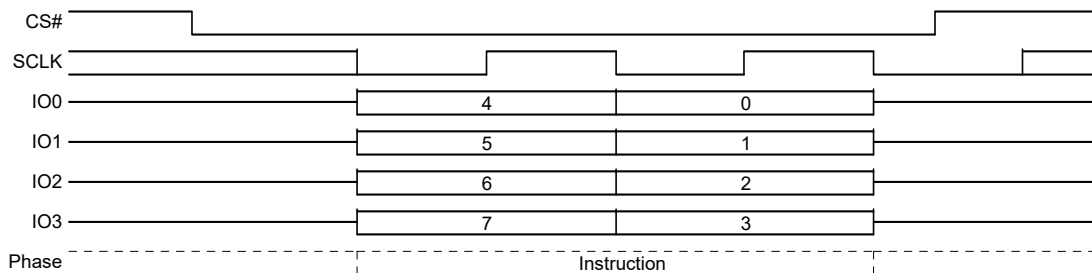 CS#
SCLK
IO0 4 0
IO1 5 1
IO2 6 2
IO3 7 3
Phase Instruction